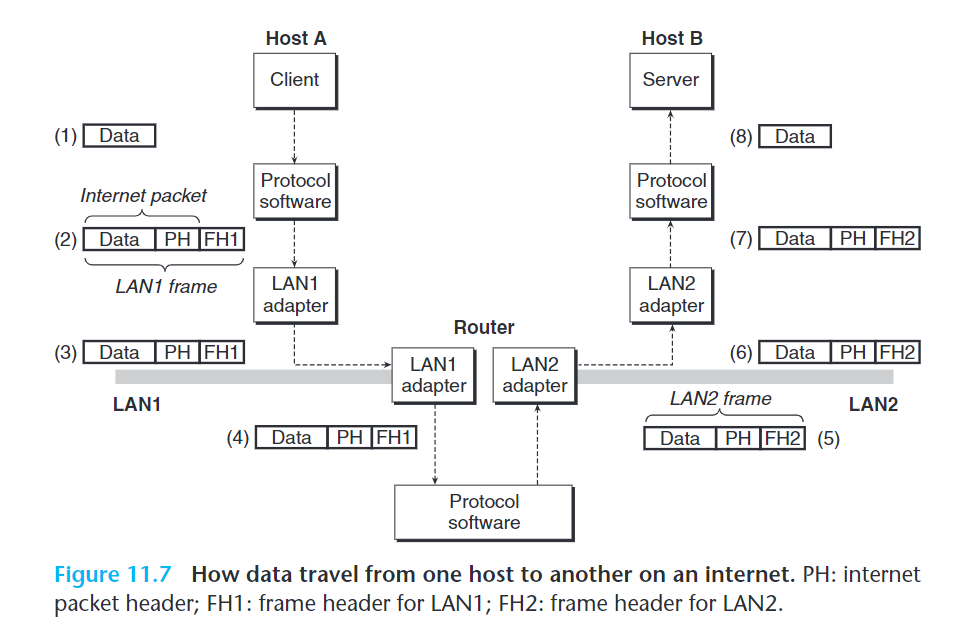 Host A
Host B
Client
Server
(1) Data
(8) Data
Protocol
software
Protocol
software
Internet packet
(2) Data PH FH1
(7) Data PH FH2
LAN1 frame
LAN1
adapter
LAN2
adapter
Router
(3) Data PH FH1
LAN1
adapter
LAN2
adapter
(6) Data PH FH2
LAN1
LAN2 frame
LAN2
(4) Data PH FH1
Data PH FH2 (5)
Protocol
software
Figure 11.7 How data travel from one host to another on an internet. PH: internet
packet header; FH1: frame header for LAN1; FH2: frame header for LAN2.